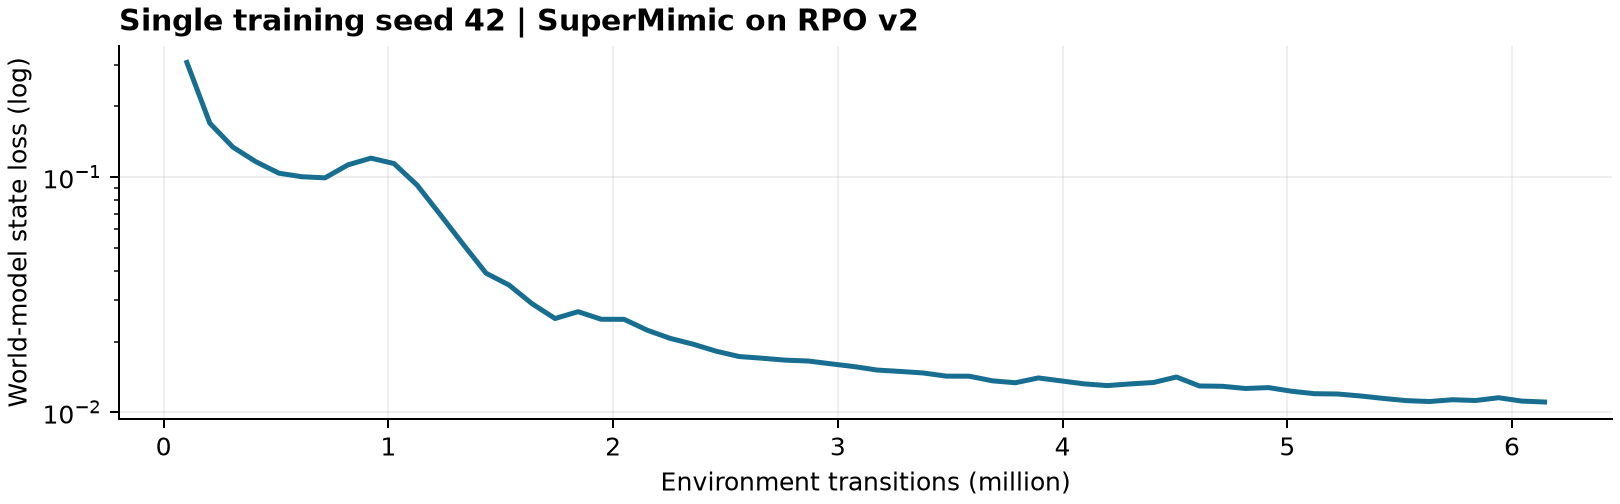 Single training seed 42 | SuperMimic on RPO v2
World-model state loss (log)
10⁻¹
10⁻²
0 1 2 3 4 5 6
Environment transitions (million)